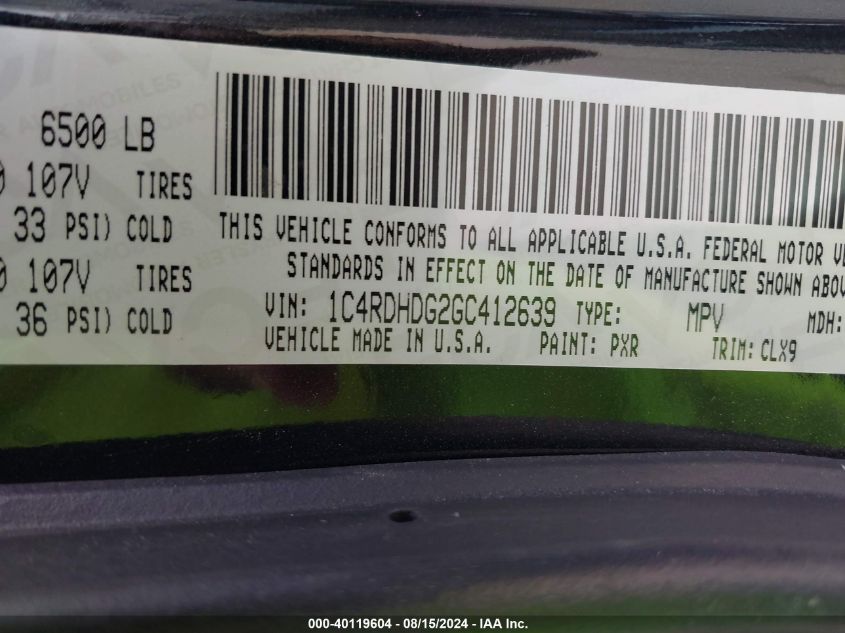 6500 LB
107V TIRES
33 PSI) COLD
107V TIRES
36 PSI) COLD
THIS VEHICLE CONFORMS TO ALL APPLICABLE U.S.A. FEDERAL MOTOR
STANDARDS IN EFFECT ON THE DATE OF MANUFACTURE SHOWN
VIN: 1C4RDHDG2GC412639 TYPE: MPV MDH:
VEHICLE MADE IN U.S.A. PAINT: PXR TRIM: CLX9
000-40119604 - 08/15/2024 - IAA Inc.